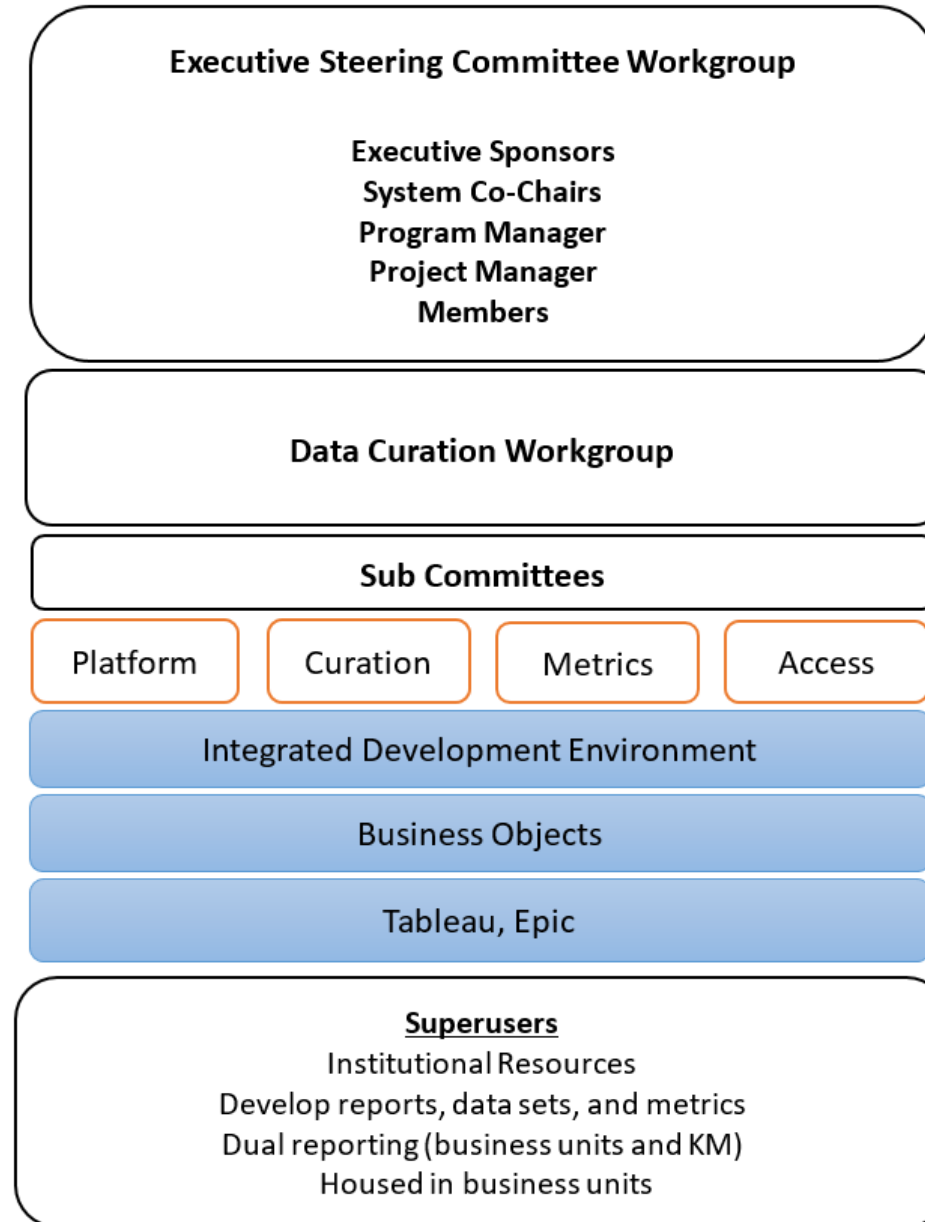 Executive Steering Committee Workgroup
Executive Sponsors
System Co-Chairs
Program Manager
Project Manager
Members
Data Curation Workgroup
Sub Committees
Platform
Curation
Metrics
Access
Integrated Development Environment
Business Objects
Tableau, Epic
Superusers
Institutional Resources
Develop reports, data sets, and metrics
Dual reporting (business units and KM)
Housed in business units